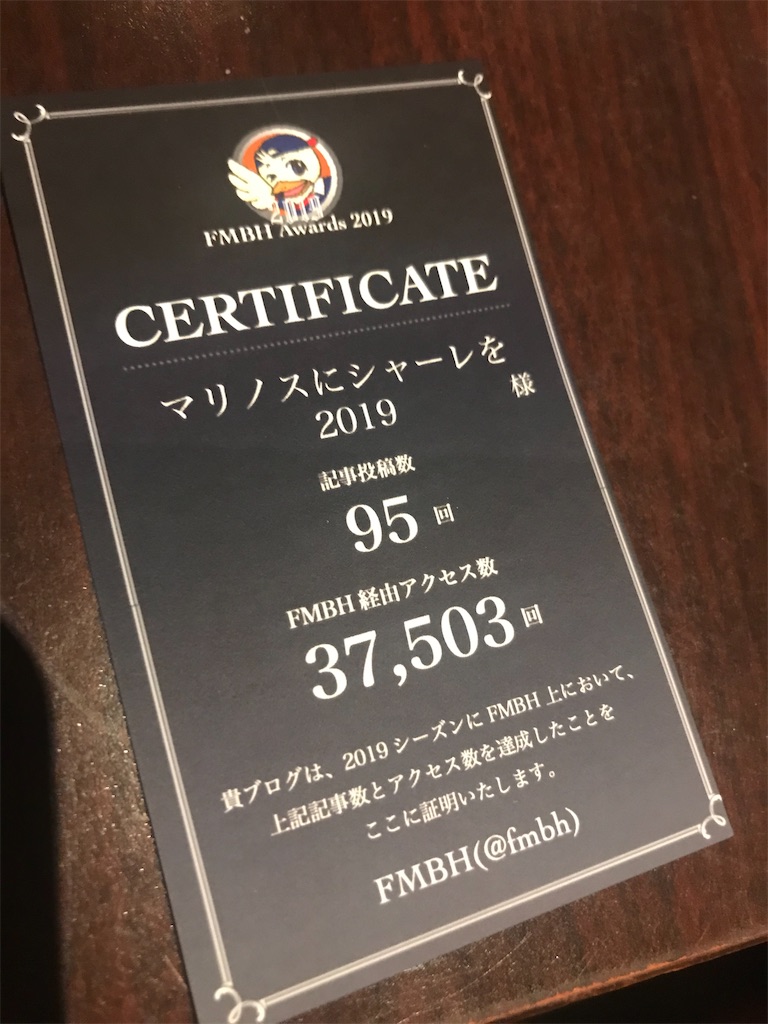 2019
FMBH Awards 2019
CERTIFICATE
マリノスにシャーレを
2019
様
記事投稿数
95 回
FMBH 経由アクセス数
37,503 回
貴ブログは、2019 シーズンに FMBH 上において、
上記記事数とアクセス数を達成したことを
ここに証明いたします。
FMBH(@fmbh)